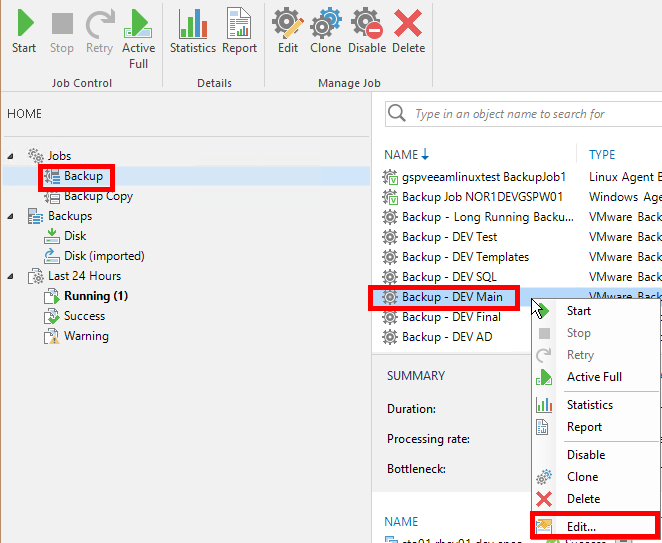 Start
Stop
Retry
Active
Full
Statistics
Report
Edit
Clone
Disable
Delete
Job Control
Details
Manage Job
HOME
Type in an object name to search for
Jobs
Backup
Backup Copy
Backups
Disk
Disk (imported)
Last 24 Hours
Running (1)
Success
Warning
NAME
TYPE
gspveeamlinuxtest BackupJob1
Linux Agent B
Backup Job NOR1DEVGSPW01
Windows Age
Backup - Long Running Backu...
VMware Back
Backup - DEV Test
VMware Back
Backup - DEV Templates
VMware Back
Backup - DEV SQL
VMware Back
Backup - DEV Main
VMware Back
Backup - DEV Final
Backup - DEV AD
SUMMARY
Duration:
Processing rate:
Bottleneck:
NAME
Start
Stop
Retry
Active Full
Statistics
Report
Disable
Clone
Delete
Edit...